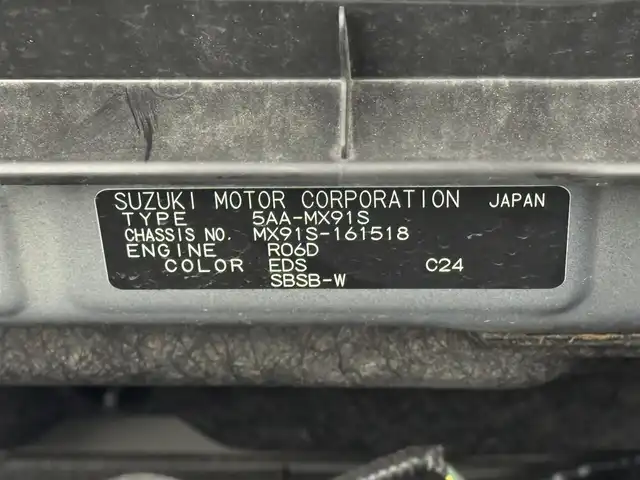 SUZUKI MOTOR CORPORATION JAPAN
TYPE 5AA-MX91S
CHASSIS NO. MX91S-161518
ENGINE R06D
COLOR EDS C24
SBSB-W